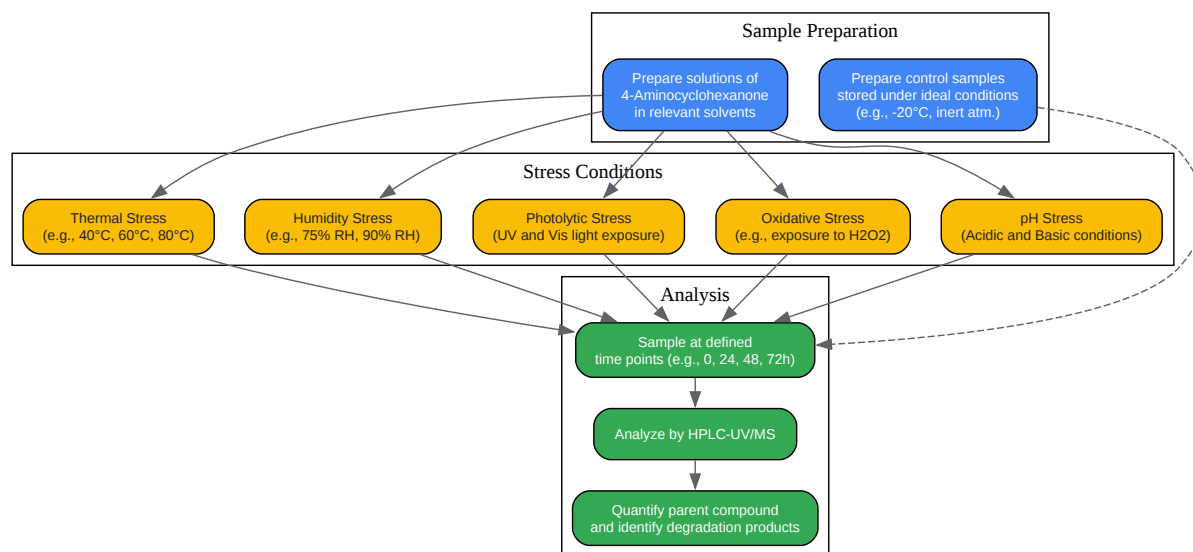 Sample Preparation
Prepare solutions of
4-Aminocyclohexanone
in relevant solvents
Prepare control samples
stored under ideal conditions
(e.g., -20°C, inert atm.)
Stress Conditions
Thermal Stress
(e.g., 40°C, 60°C, 80°C)
Humidity Stress
(e.g., 75% RH, 90% RH)
Photolytic Stress
(UV and Vis light exposure)
Oxidative Stress
(e.g., exposure to H2O2)
pH Stress
(Acidic and Basic conditions)
Analysis
Sample at defined
time points (e.g., 0, 24, 48, 72h)
Analyze by HPLC-UV/MS
Quantify parent compound
and identify degradation products